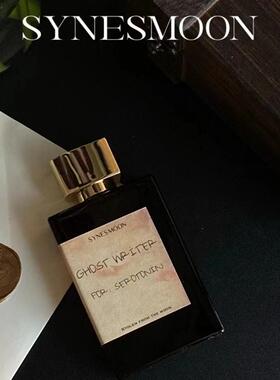 SYNESMOON
SYNESMOON
GHOST WRITER
FOR. SEROTONIN
STOLEN FROM THE MOON